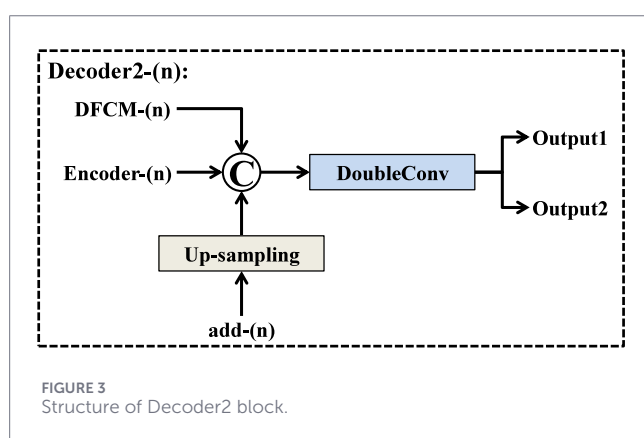 Decoder2-(n):
DFCM-(n)
Encoder-(n)
C
DoubleConv
Output1
Output2
Up-sampling
add-(n)
FIGURE 3
Structure of Decoder2 block.